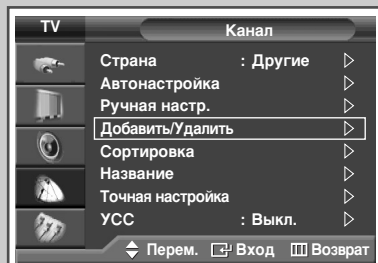 TV Канал
Страна : Другие
Автонастройка
Ручная настр.
Добавить/Удалить
Сортировка
Название
Точная настройка
УСС : Выкл.
Перем. Вход Возврат